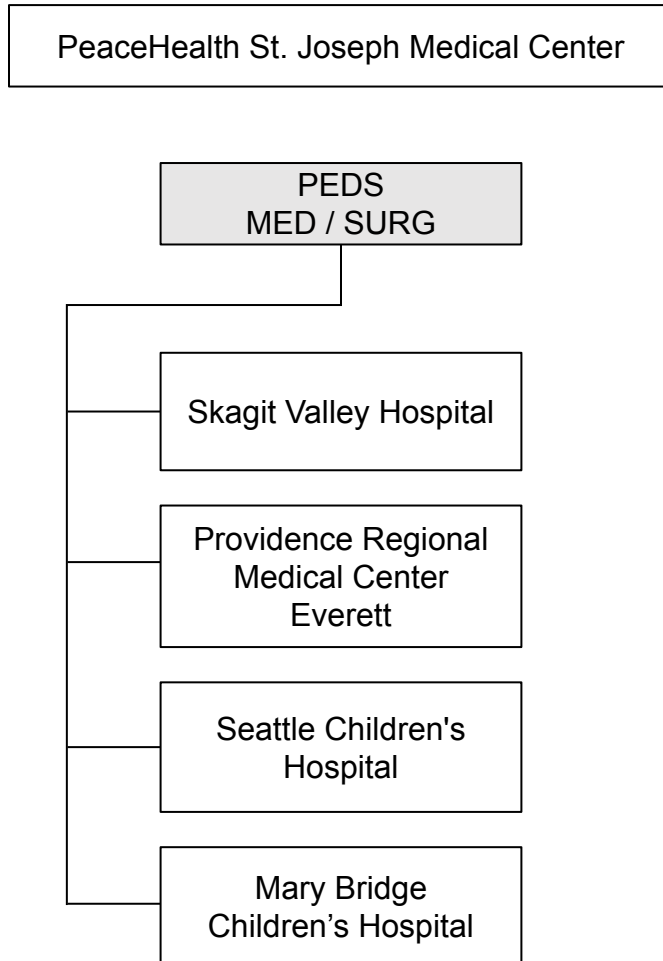 PeaceHealth St. Joseph Medical Center
PEDS
MED / SURG
Skagit Valley Hospital
Providence Regional
Medical Center
Everett
Seattle Children's
Hospital
Mary Bridge
Children’s Hospital